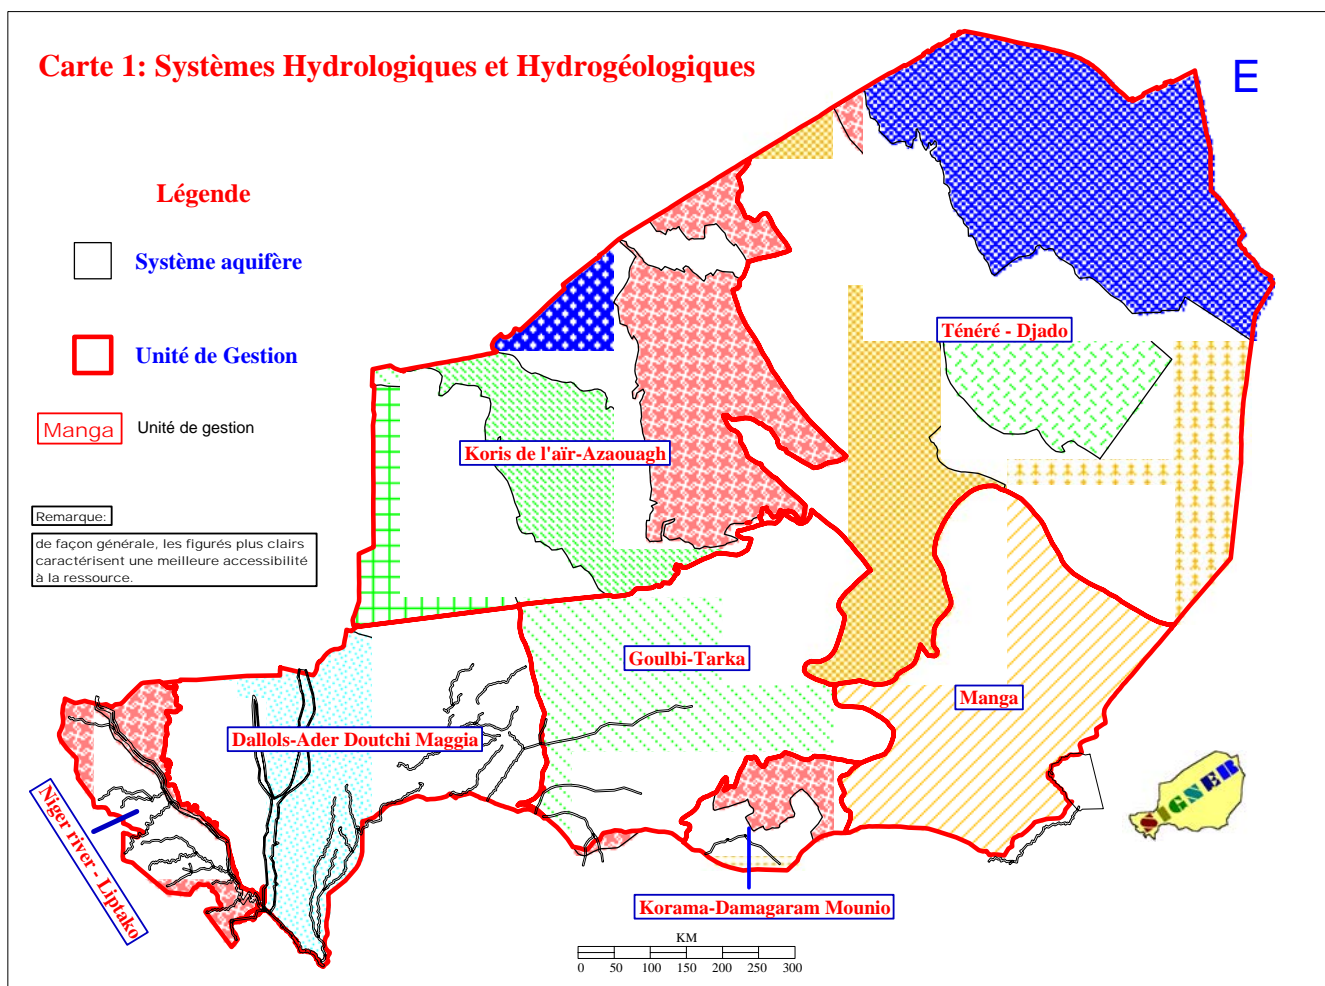 Carte 1: Systèmes Hydrologiques et Hydrogéologiques
E
Légende
Système aquifère
Unité de Gestion
Manga
Unité de gestion
Remarque:
de façon générale, les figurés plus clairs
caractérisent une meilleure accessibilité
à la ressource.
Ténéré - Djado
Koris de l'aïr-Azaouagh
Goulbi-Tarka
Manga
Dallols-Ader Doutchi Maggia
Niger river - Liptako
Korama-Damagaram Mounio
SIGNER
KM
0 50 100 150 200 250 300